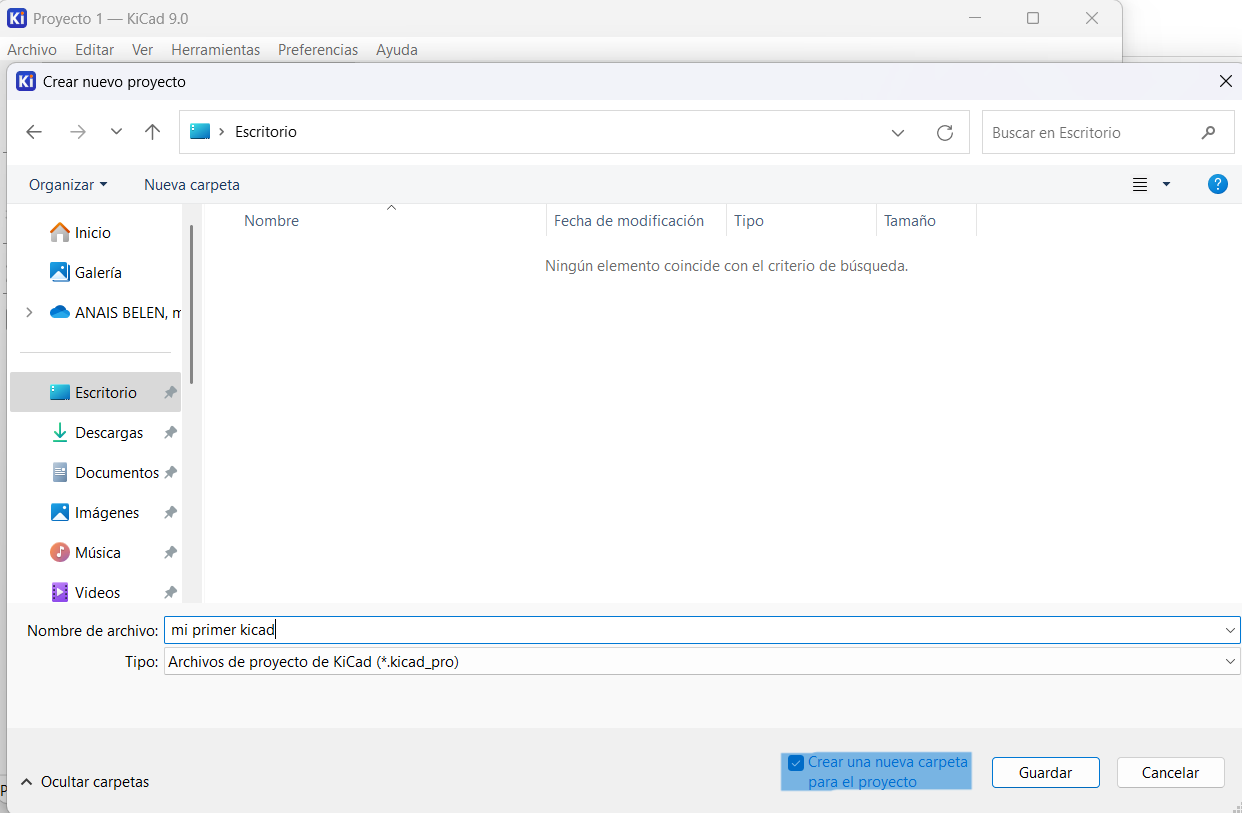 Proyecto 1 — KiCad 9.0
Archivo Editar Ver Herramientas Preferencias Ayuda
Crear nuevo proyecto
Escritorio
Buscar en Escritorio
Organizar
Nueva carpeta
Nombre
Fecha de modificación
Tipo
Tamaño
Ningún elemento coincide con el criterio de búsqueda.
Inicio
Galería
ANAIS BELEN, m
Escritorio
Descargas
Documentos
Imágenes
Música
Videos
Nombre de archivo: mi primer kicad
Tipo: Archivos de proyecto de KiCad (*.kicad_pro)
Ocultar carpetas
Crear una nueva carpeta
para el proyecto
Guardar
Cancelar